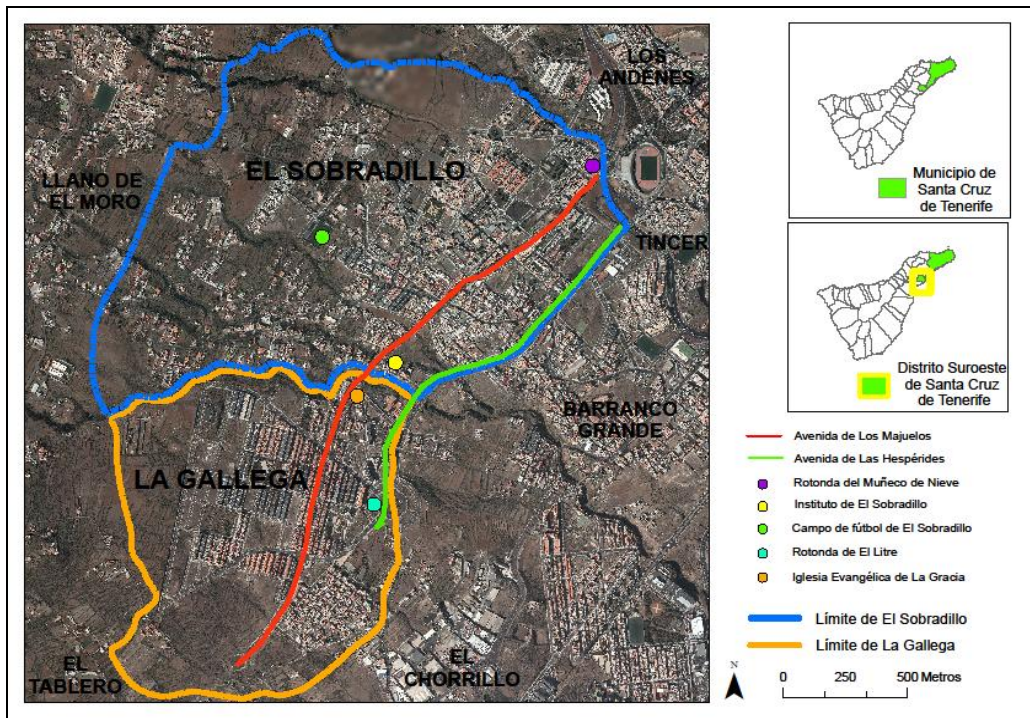 LOS
ANDENES
EL SOBRADILLO
LLANO DE
EL MORO
TINCER
BARRANCO
GRANDE
LA GALLEGA
EL
TABLERO
EL
CHORRILLO
Municipio de
Santa Cruz
de Tenerife
Distrito Suroeste
de Santa Cruz
de Tenerife
Avenida de Los Majuelos
Avenida de Las Hespérides
Rotonda del Muñeco de Nieve
Instituto de El Sobradillo
Campo de fútbol de El Sobradillo
Rotonda de El Litre
Iglesia Evangélica de La Gracia
Límite de El Sobradillo
Límite de La Gallega
N
0 250 500 Metros